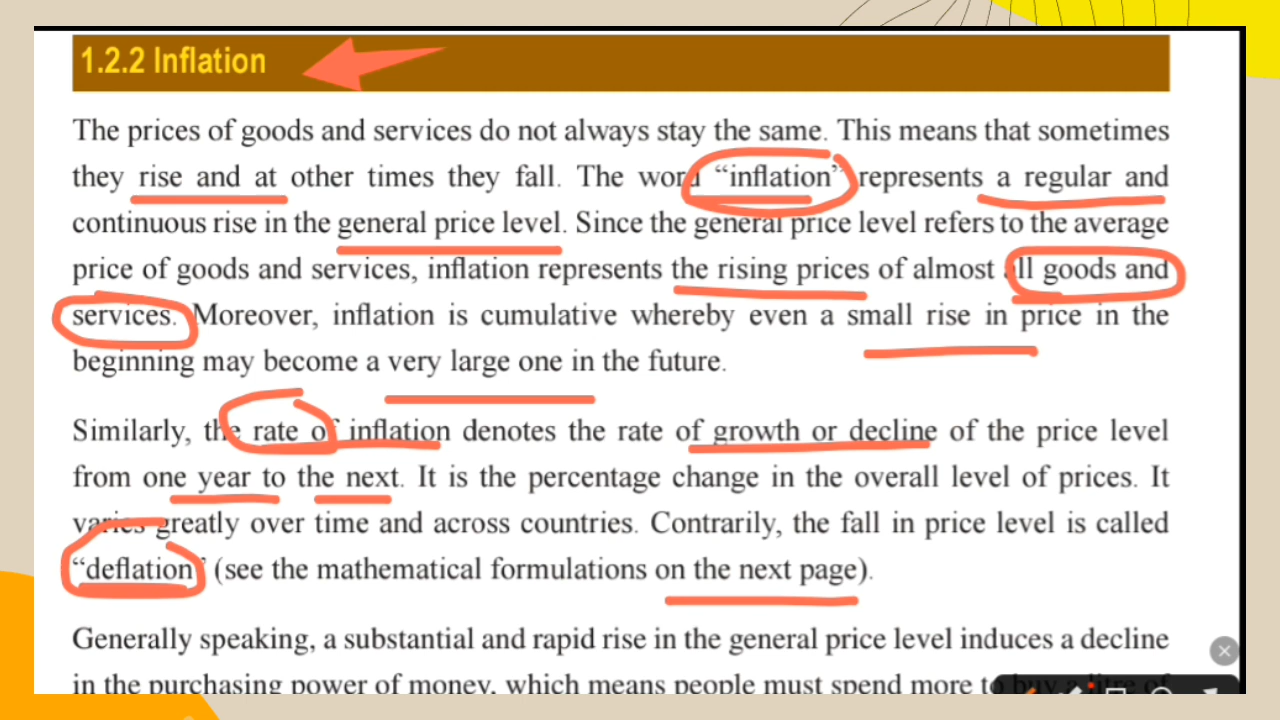 1.2.2 Inflation
The prices of goods and services do not always stay the same. This means that sometimes
they rise and at other times they fall. The word “inflation” represents a regular and
continuous rise in the general price level. Since the general price level refers to the average
price of goods and services, inflation represents the rising prices of almost all goods and
services. Moreover, inflation is cumulative whereby even a small rise in price in the
beginning may become a very large one in the future.
Similarly, the rate of inflation denotes the rate of growth or decline of the price level
from one year to the next. It is the percentage change in the overall level of prices. It
varies greatly over time and across countries. Contrarily, the fall in price level is called
“deflation” (see the mathematical formulations on the next page).
Generally speaking, a substantial and rapid rise in the general price level induces a decline
in the purchasing power of money, which means people must spend more to buy a litre of